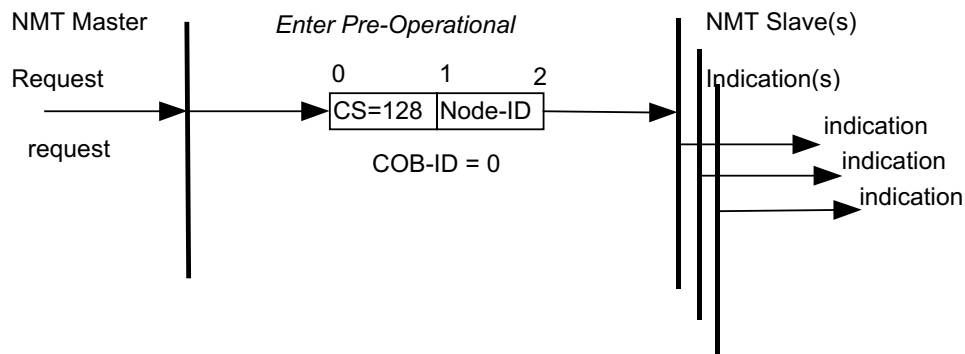 NMT Master
Enter Pre-Operational
NMT Slave(s)
Request
0 1 2
Indication(s)
CS=128 Node-ID
request
COB-ID = 0
indication
indication
indication